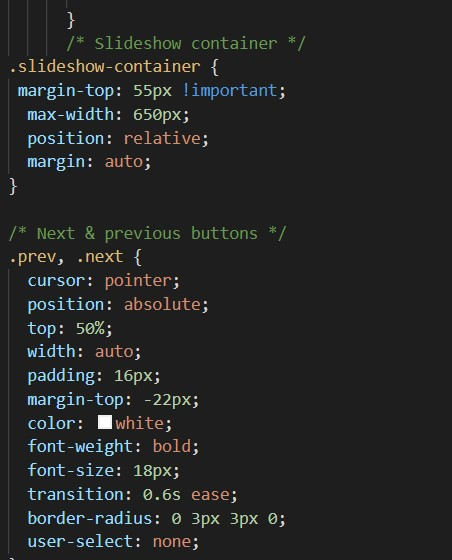 }
/* Slideshow container */
.slideshow-container {
margin-top: 55px !important;
max-width: 650px;
position: relative;
margin: auto;
}
/* Next & previous buttons */
.prev, .next {
cursor: pointer;
position: absolute;
top: 50%;
width: auto;
padding: 16px;
margin-top: -22px;
color: white;
font-weight: bold;
font-size: 18px;
transition: 0.6s ease;
border-radius: 0 3px 3px 0;
user-select: none;
}